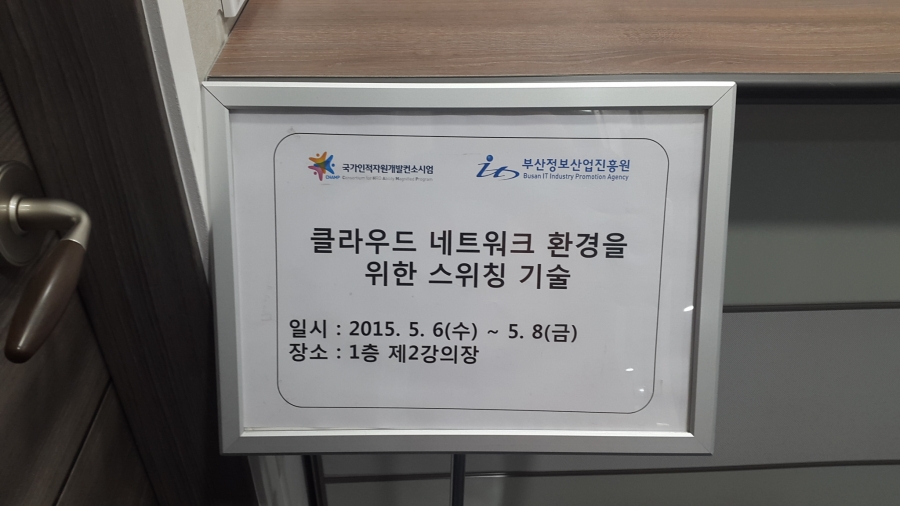 국가인적자원개발컨소시엄
CHAMP
부산정보산업진흥원
Busan IT Industry Promotion Agency
클라우드 네트워크 환경을
위한 스위칭 기술
일시 : 2015. 5. 6(수) ~ 5. 8(금)
장소 : 1층 제2강의장